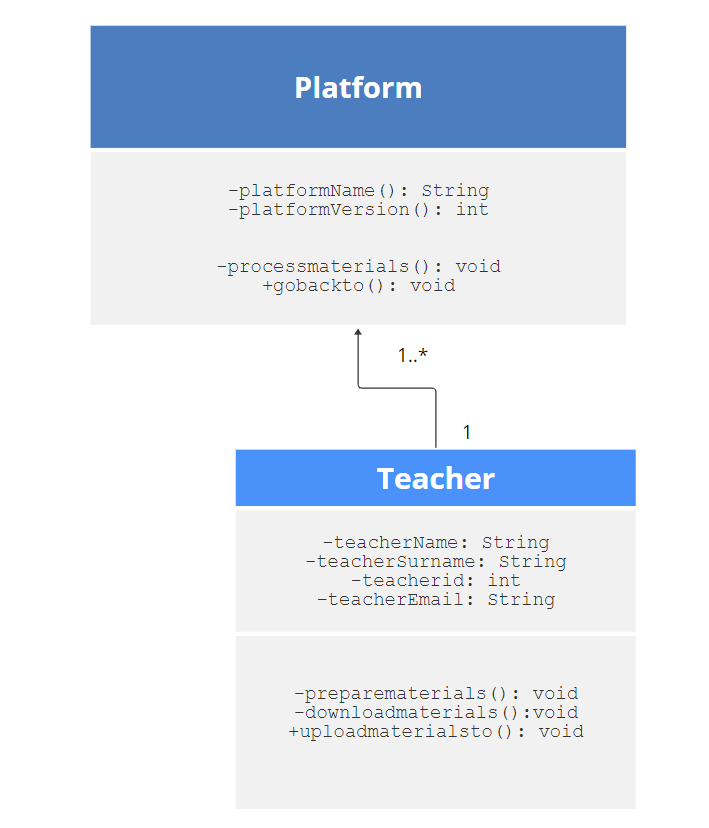 Platform
-platformName(): String
-platformVersion(): int
-processmaterials(): void
+gobackto(): void
1..*
1
Teacher
-teacherName: String
-teacherSurname: String
-teacherid: int
-teacherEmail: String
-preparematerials(): void
-downloadmaterials():void
+uploadmaterialsto(): void